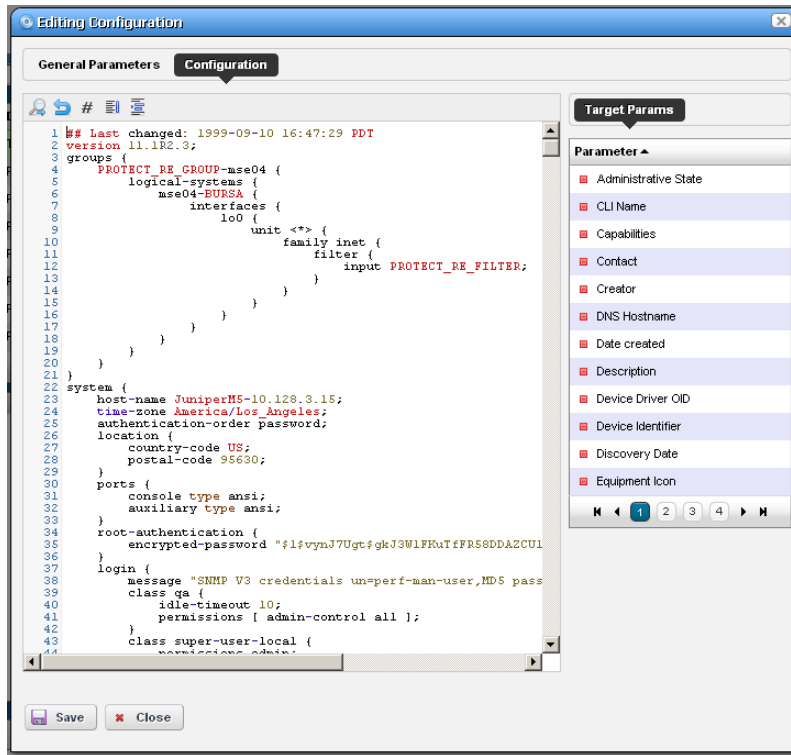 Editing Configuration
General Parameters Configuration
#
1 ## Last changed: 1999-09-10 16:47:29 PDT
2 version 11.1R2.3;
3 groups {
4 PROTECT_RE_GROUP-mse04 {
5 logical-systems {
6 mse04-BURSA {
7 interfaces {
8 lo0 {
9 unit <*> {
10 family inet {
11 filter {
12 input PROTECT_RE_FILTER;
13 }
14 }
15 }
16 }
17 }
18 }
19 }
20 }
21 }
22 system {
23 host-name JuniperM5-10.128.3.15;
24 time-zone America/Los_Angeles;
25 authentication-order password;
26 location {
27 country-code US;
28 postal-code 95630;
29 }
30 ports {
31 console type ansi;
32 auxiliary type ansi;
33 }
34 root-authentication {
35 encrypted-password "$1$vynJ7Ugt$gkJ3W1FKuTfFR58DDAZCU1
36 }
37 login {
38 message "SNMP V3 credentials un=perf-man-user,MD5 pass
39 class qa {
40 idle-timeout 10;
41 permissions [ admin-control all ];
42 }
43 class super-user-local {
44 permissions admin;
Target Params
Parameter
Administrative State
CLI Name
Capabilities
Contact
Creator
DNS Hostname
Date created
Description
Device Driver OID
Device Identifier
Discovery Date
Equipment Icon
1 2 3 4
Save Close